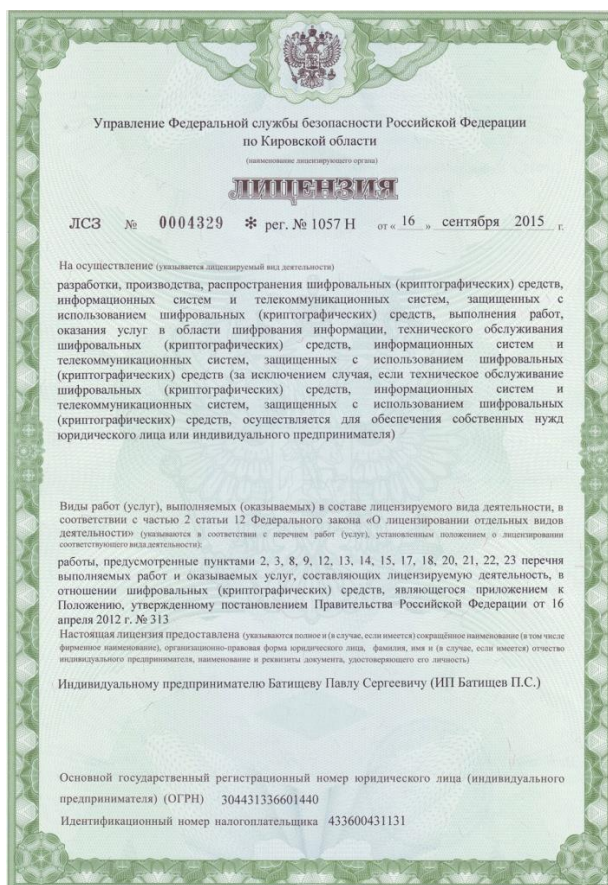 Управление Федеральной службы безопасности Российской Федерации
по Кировской области
(наименование лицензирующего органа)
ЛИЦЕНЗИЯ
ЛСЗ № 0004329 * рег. № 1057 Н от « 16 » сентября 2015 г.
На осуществление (указывается лицензируемый вид деятельности)
разработки, производства, распространения шифровальных (криптографических) средств,
информационных систем и телекоммуникационных систем, защищенных с
использованием шифровальных (криптографических) средств, выполнения работ,
оказания услуг в области шифрования информации, технического обслуживания
шифровальных (криптографических) средств, информационных систем и
телекоммуникационных систем, защищенных с использованием шифровальных
(криптографических) средств (за исключением случая, если техническое обслуживание
шифровальных (криптографических) средств, информационных систем и
телекоммуникационных систем, защищенных с использованием шифровальных
(криптографических) средств, осуществляется для обеспечения собственных нужд
юридического лица или индивидуального предпринимателя)
Виды работ (услуг), выполняемых (оказываемых) в составе лицензируемого вида деятельности, в
соответствии с частью 2 статьи 12 Федерального закона «О лицензировании отдельных видов
деятельности» (указываются в соответствии с перечнем работ (услуг), установленным положением о лицензировании
соответствующего вида деятельности):
работы, предусмотренные пунктами 2, 3, 8, 9, 12, 13, 14, 15, 17, 18, 20, 21, 22, 23 перечня
выполняемых работ и оказываемых услуг, составляющих лицензируемую деятельность, в
отношении шифровальных (криптографических) средств, являющегося приложением к
Положению, утвержденному постановлением Правительства Российской Федерации от 16
апреля 2012 г. № 313
Настоящая лицензия предоставлена (указываются полное и (в случае, если имеется) сокращённое наименование (в том числе
фирменное наименование), организационно-правовая форма юридического лица, фамилия, имя и (в случае, если имеется) отчество
индивидуального предпринимателя, наименование и реквизиты документа, удостоверяющего его личность)
Индивидуальному предпринимателю Батищеву Павлу Сергеевичу (ИП Батищев П.С.)
Основной государственный регистрационный номер юридического лица (индивидуального
предпринимателя) (ОГРН) 304431336601440
Идентификационный номер налогоплательщика 433600431131